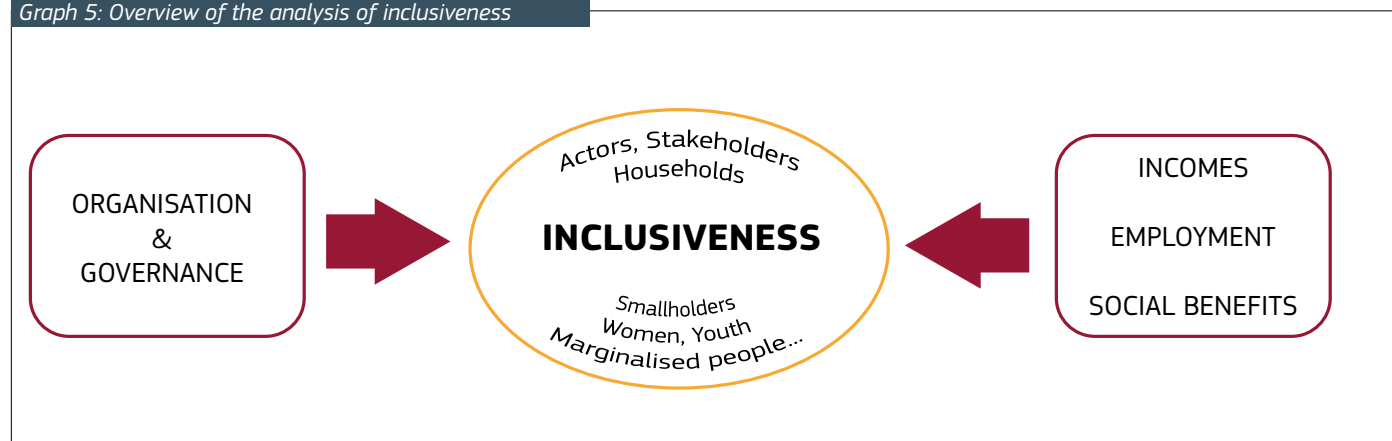 Graph 5: Overview of the analysis of inclusiveness
ORGANISATION
&
GOVERNANCE
Actors, Stakeholders
Households
INCLUSIVENESS
Smallholders
Women, Youth
Marginalised people...
INCOMES
EMPLOYMENT
SOCIAL BENEFITS